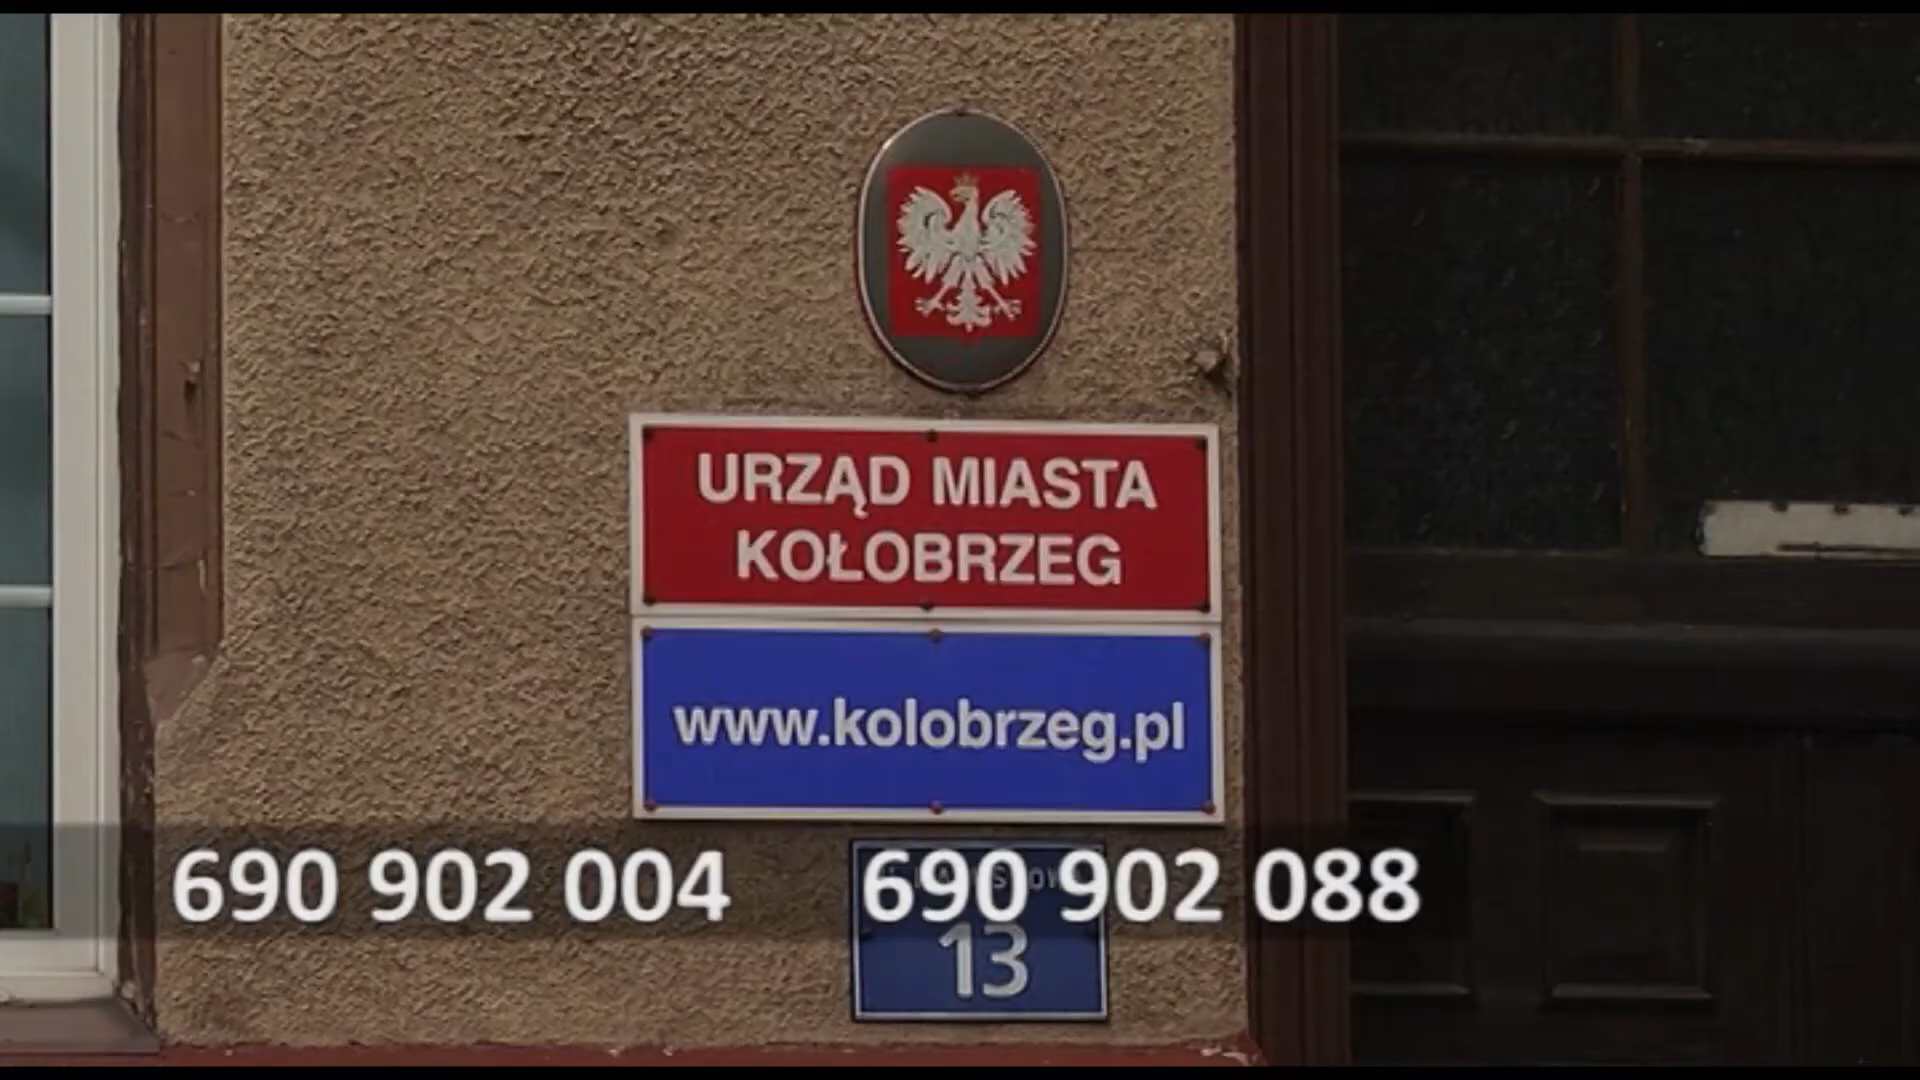 URZĄD MIASTA
KOŁOBRZEG
www.kolobrzeg.pl
690 902 004 690 902 088
13